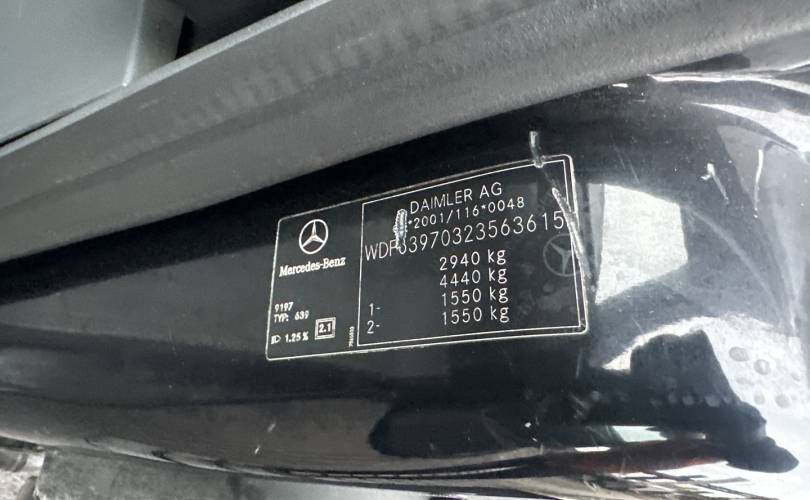 DAIMLER AG
*2001/116*0048
WDF63970323563615
2940 kg
4440 kg
1- 1550 kg
2- 1550 kg
Mercedes-Benz
9197
TYP: 639
1.25 % 2.1